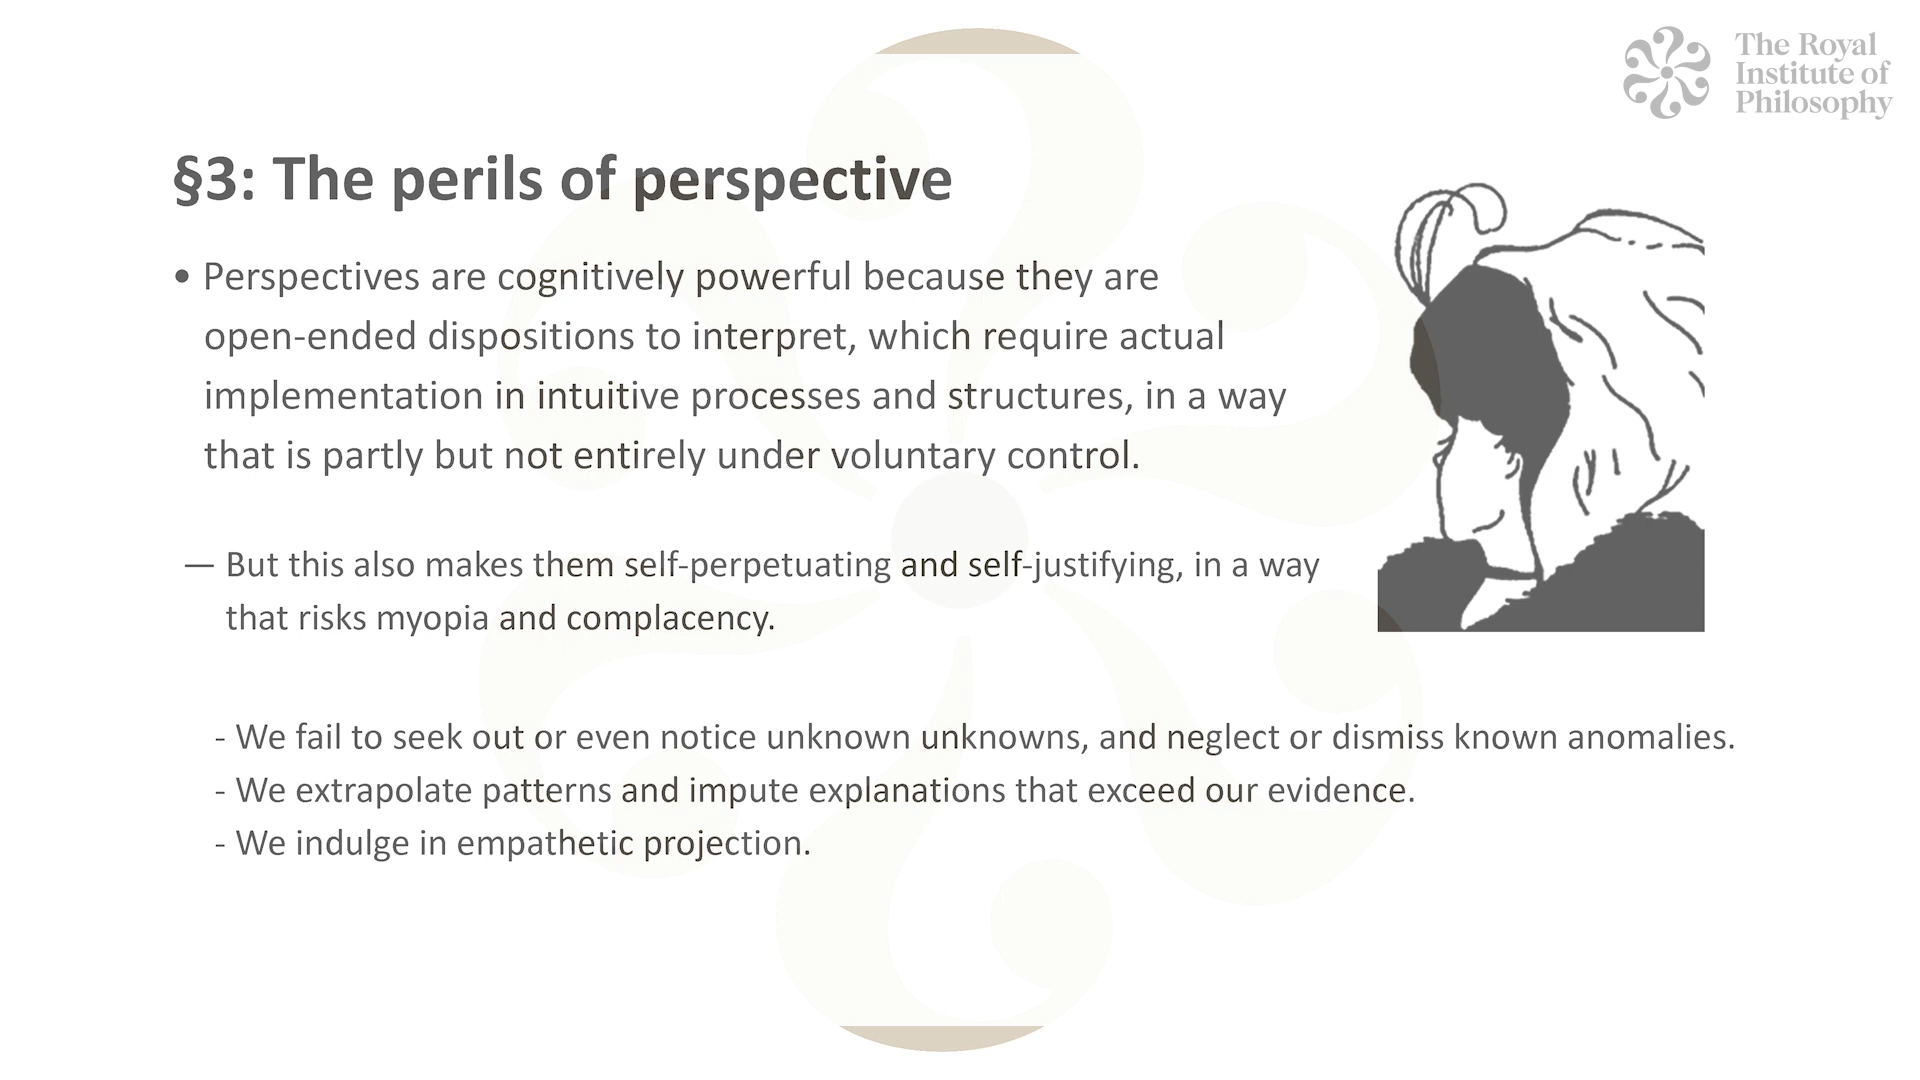 The Royal
Institute of
Philosophy
§3: The perils of perspective
• Perspectives are cognitively powerful because they are
open-ended dispositions to interpret, which require actual
implementation in intuitive processes and structures, in a way
that is partly but not entirely under voluntary control.
— But this also makes them self-perpetuating and self-justifying, in a way
that risks myopia and complacency.
- We fail to seek out or even notice unknown unknowns, and neglect or dismiss known anomalies.
- We extrapolate patterns and impute explanations that exceed our evidence.
- We indulge in empathetic projection.